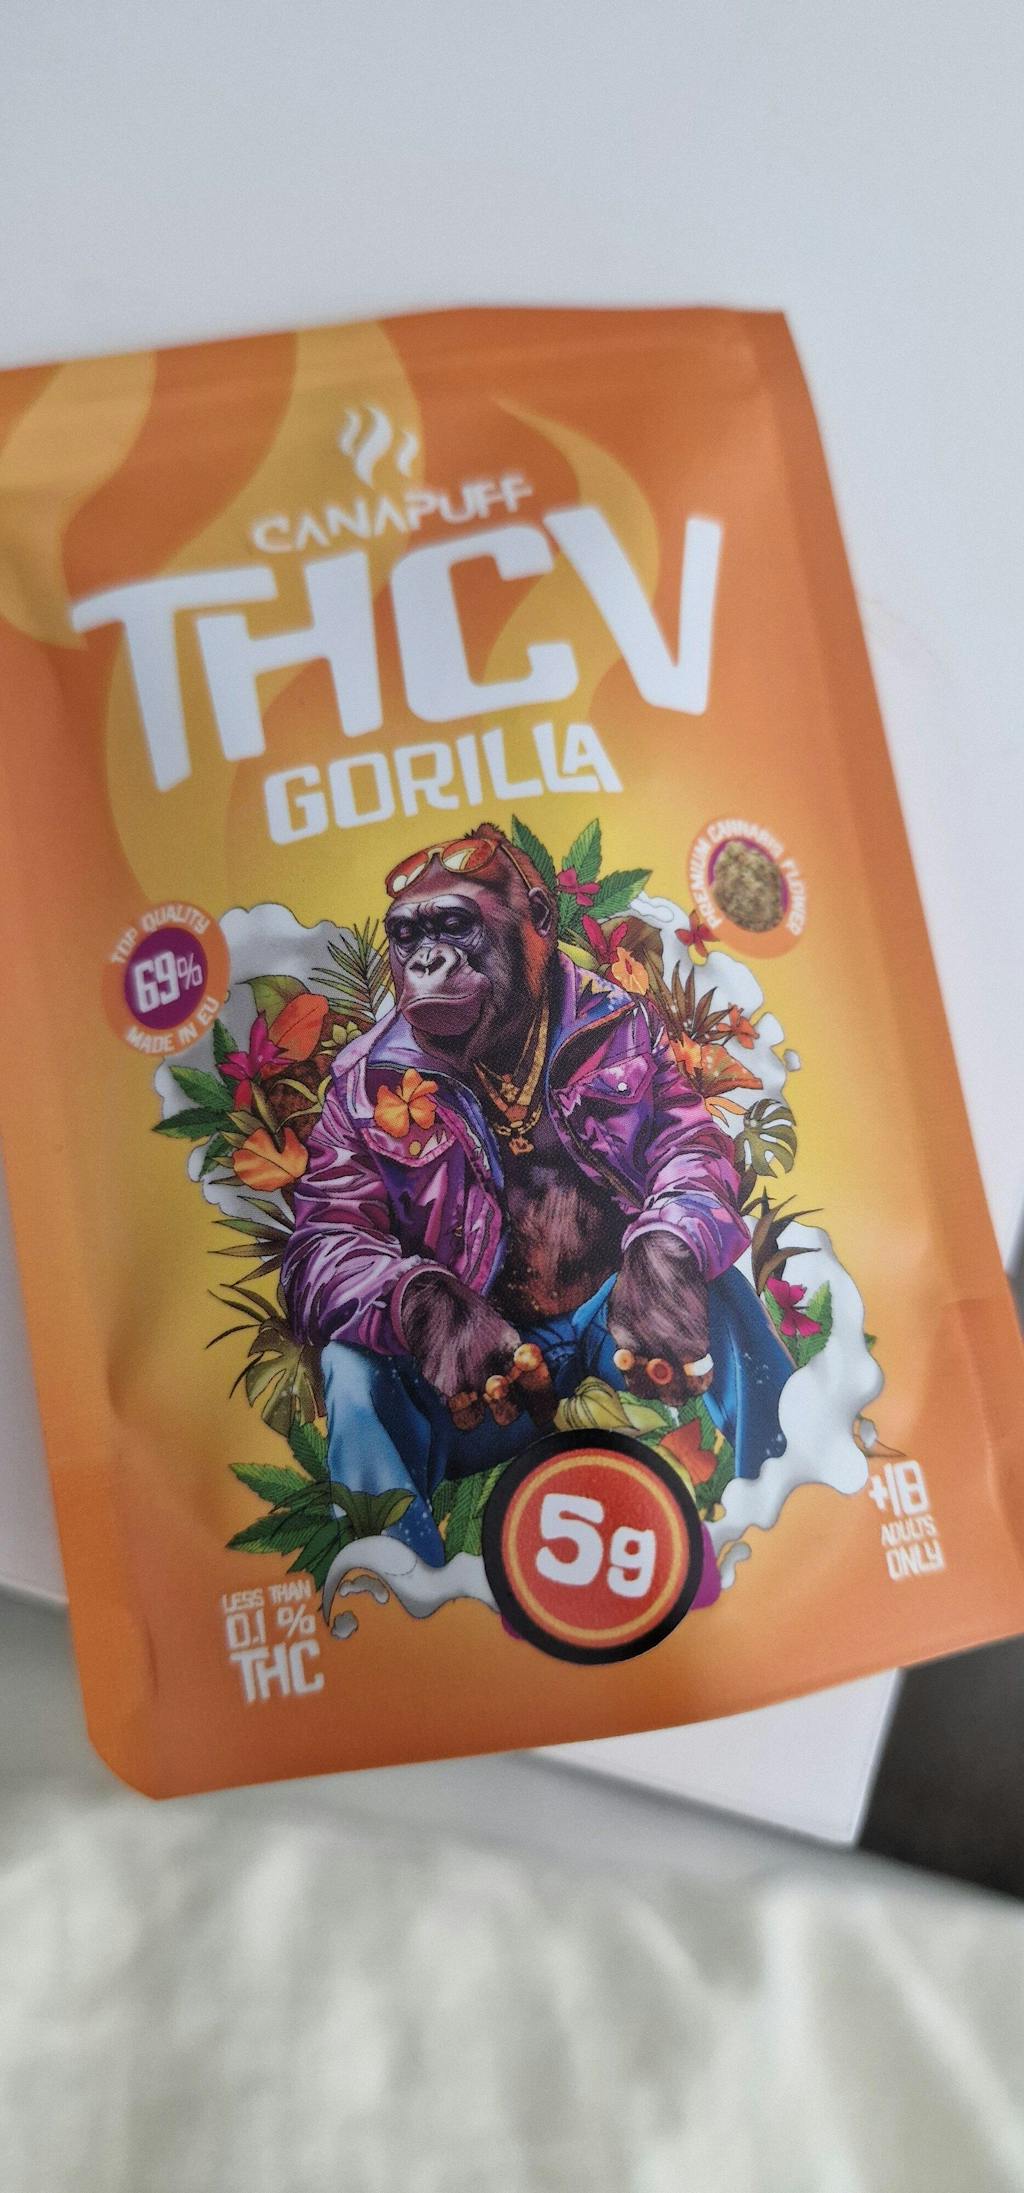 CANAPUFF
THCV
GORILLA
PREMIUM CANNABIS FLOWER
TOP QUALITY
69%
MADE IN EU
5g
+18
ADULTS
ONLY
LESS THAN
0.1 %
THC